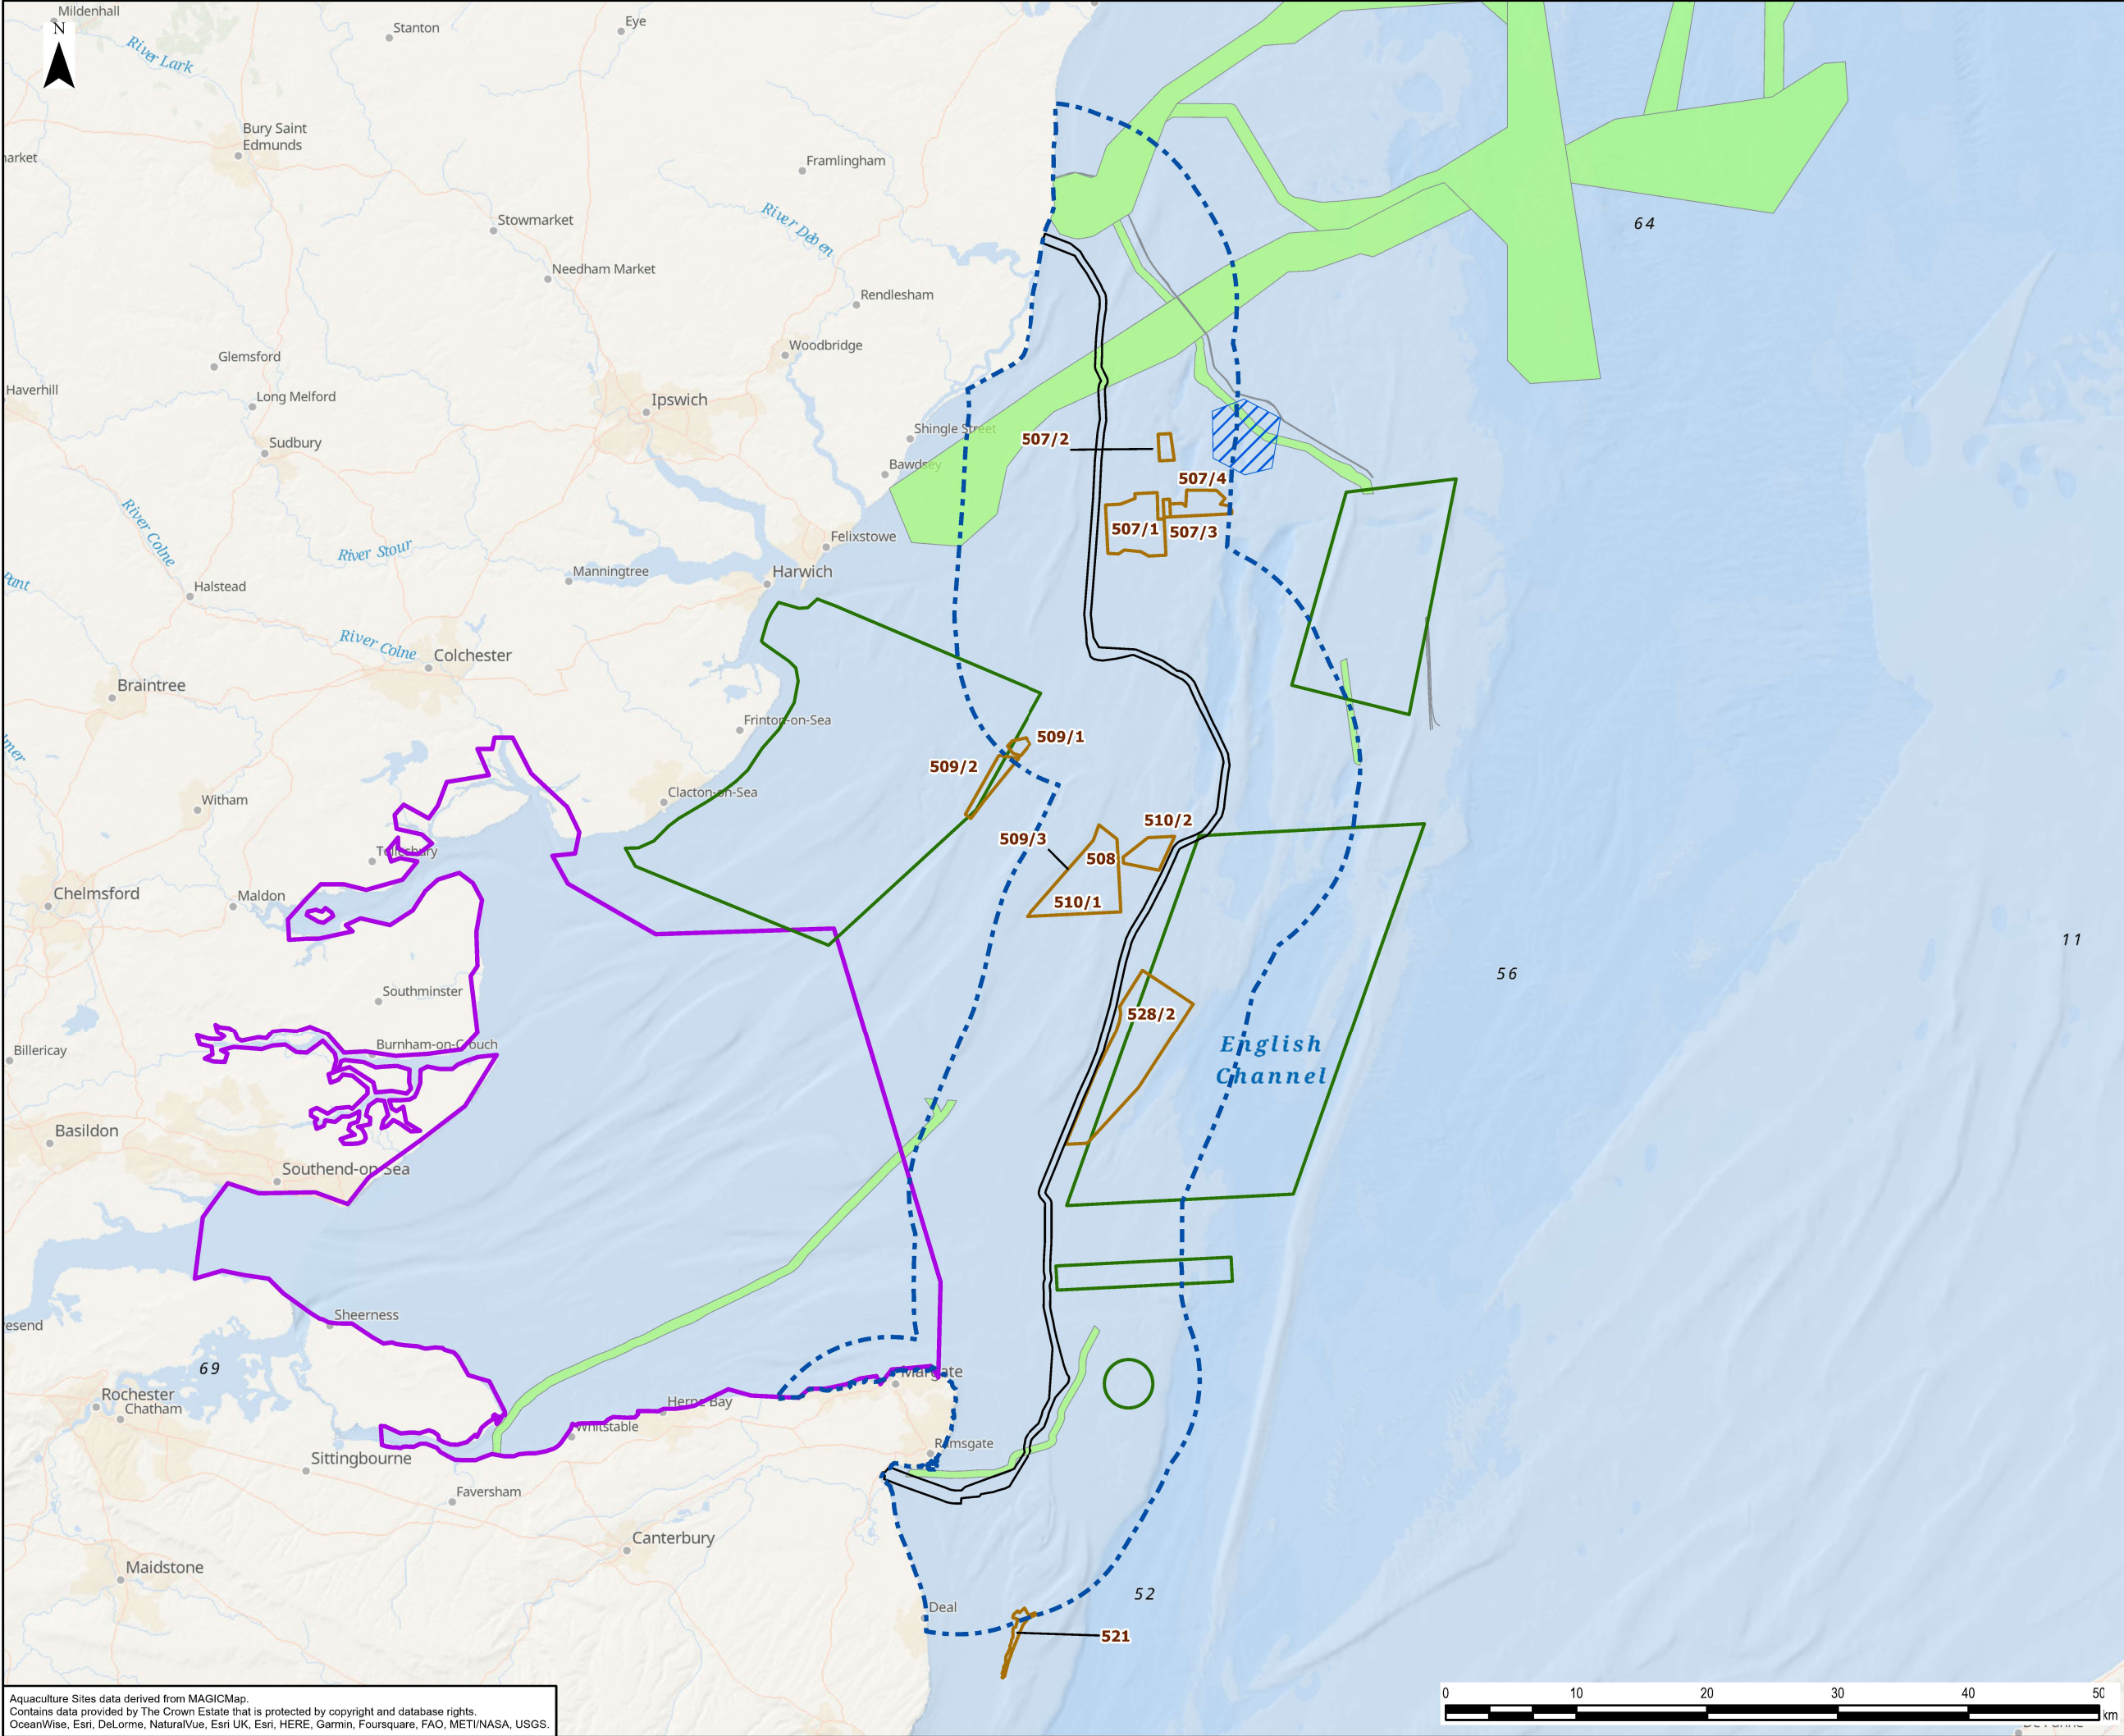 Mildenhall
N
Stanton
Eye
River Lark
Bury Saint
Edmunds
arket
Framlingham
River Deben
Stowmarket
64
Needham Market
Rendlesham
Woodbridge
Glemsford
Haverhill
Long Melford
Ipswich
Shingle Street
507/2
Sudbury
Bawdsey
507/4
River Colne
507/1
507/3
Felixstowe
River Stour
Harwich
Manningtree
Pant
Halstead
River Colne
Colchester
Braintree
Frinton-on-Sea
509/1
lmer
509/2
Clacton-on-Sea
Witham
510/2
509/3
508
Tollesbury
Chelmsford
Maldon
510/1
11
56
Southminster
528/2
English
Channel
Burnham-on-Crouch
Billericay
Basildon
Southend-on-Sea
Sheerness
esend
69
Margate
Rochester
Chatham
Herne Bay
Whitstable
Ramsgate
Sittingbourne
Faversham
Canterbury
Maidstone
52
Deal
521
0 10 20 30 40 50
km
Aquaculture Sites data derived from MAGICMap.
Contains data provided by The Crown Estate that is protected by copyright and database rights.
OceanWise, Esri, DeLorme, NaturalVue, Esri UK, Esri, HERE, Garmin, Foursquare, FAO, METI/NASA, USGS.